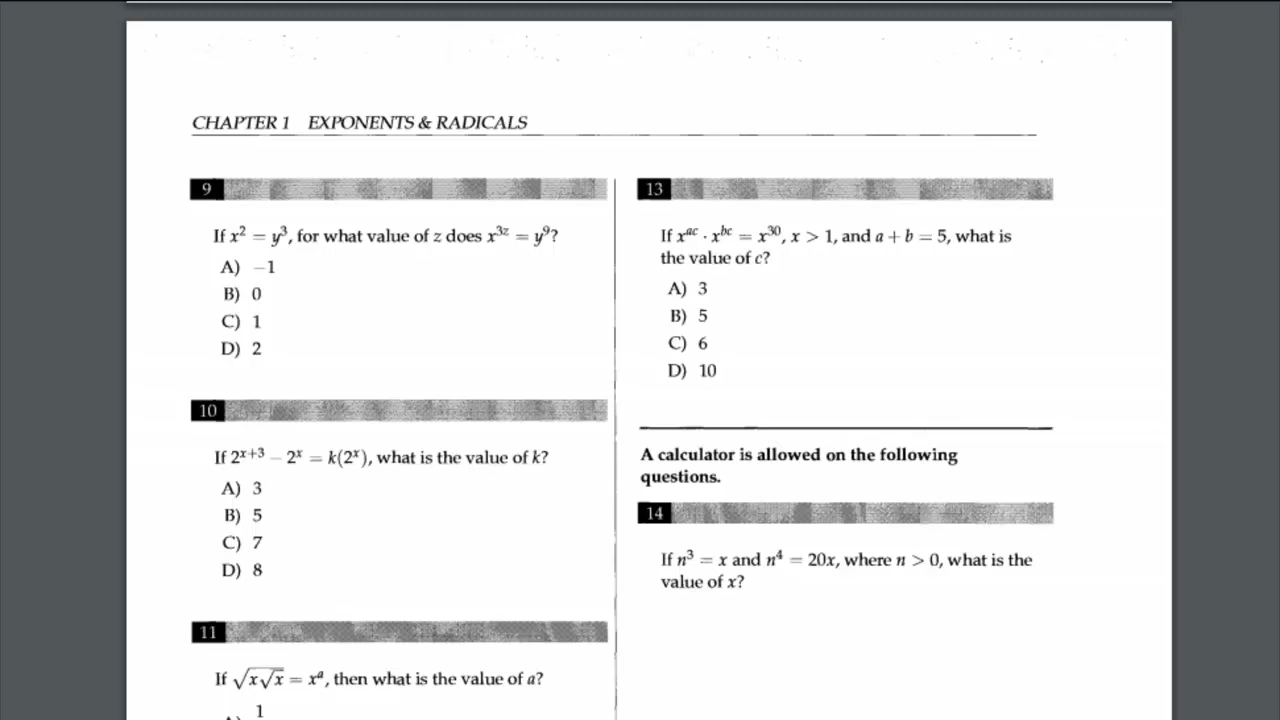 CHAPTER 1 EXPONENTS & RADICALS
9
If x² = y³, for what value of z does x³ᶻ = y⁹?
A) −1
B) 0
C) 1
D) 2
10
If 2ˣ⁺³ − 2ˣ = k(2ˣ), what is the value of k?
A) 3
B) 5
C) 7
D) 8
11
If √(x√x) = xᵃ, then what is the value of a?
1
13
If xᵃᶜ · xᵇᶜ = x³⁰, x > 1, and a + b = 5, what is
the value of c?
A) 3
B) 5
C) 6
D) 10
A calculator is allowed on the following
questions.
14
If n³ = x and n⁴ = 20x, where n > 0, what is the
value of x?